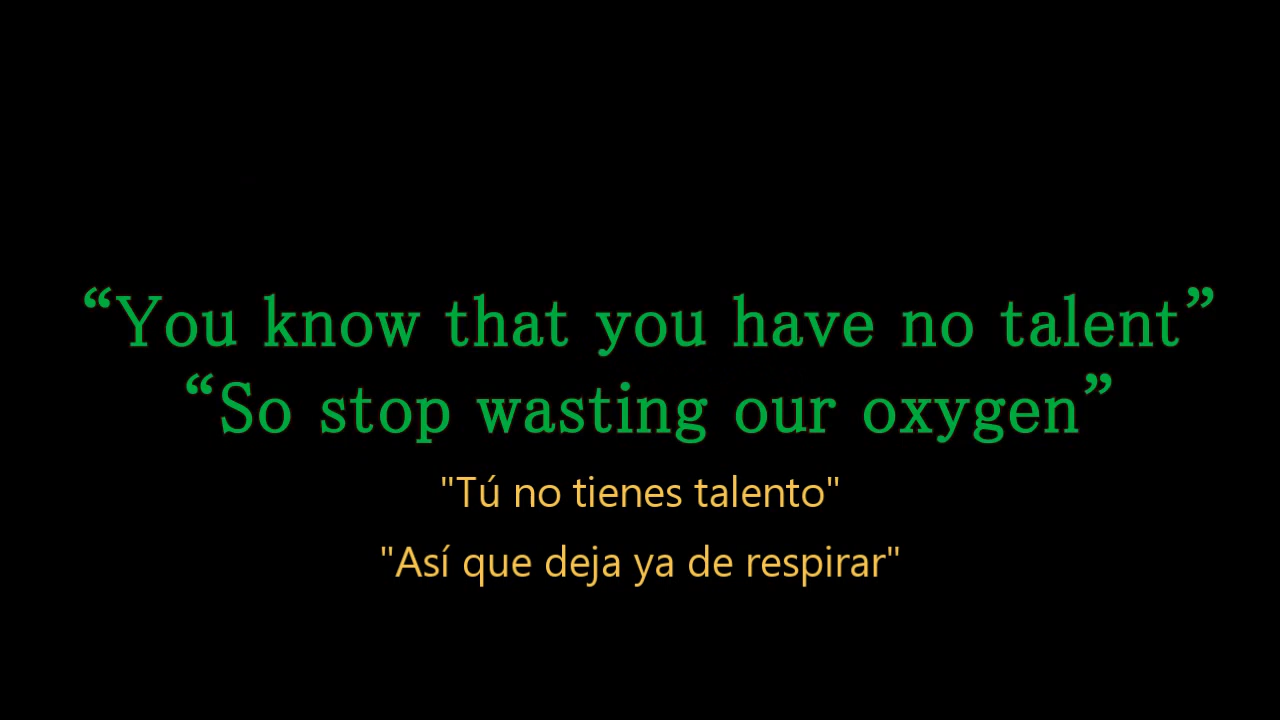 “You know that you have no talent”
“So stop wasting our oxygen”
"Tú no tienes talento"
"Así que deja ya de respirar"